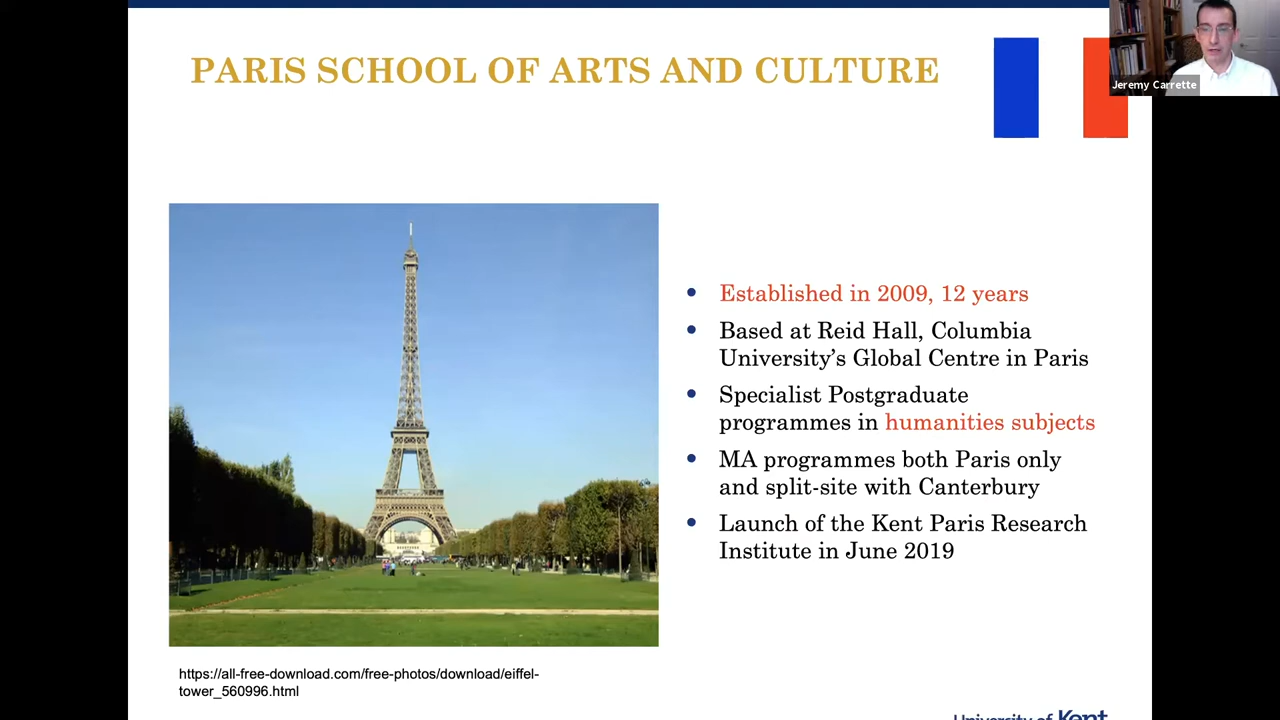 PARIS SCHOOL OF ARTS AND CULTURE
Jeremy Carrette
• Established in 2009, 12 years
• Based at Reid Hall, Columbia
University’s Global Centre in Paris
• Specialist Postgraduate
programmes in humanities subjects
• MA programmes both Paris only
and split-site with Canterbury
• Launch of the Kent Paris Research
Institute in June 2019
https://all-free-download.com/free-photos/download/eiffel-
tower_560996.html
University of Kent